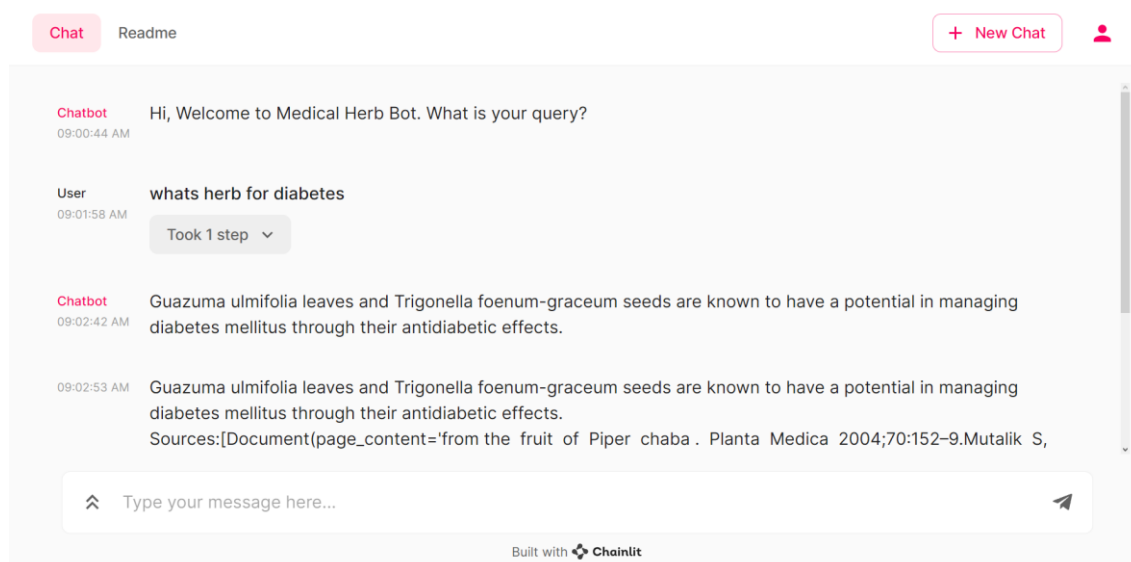 Chat
Readme
+ New Chat
Chatbot
09:00:44 AM
Hi, Welcome to Medical Herb Bot. What is your query?
User
09:01:58 AM
whats herb for diabetes
Took 1 step
Chatbot
09:02:42 AM
Guazuma ulmifolia leaves and Trigonella foenum-graceum seeds are known to have a potential in managing
diabetes mellitus through their antidiabetic effects.
09:02:53 AM
Guazuma ulmifolia leaves and Trigonella foenum-graceum seeds are known to have a potential in managing
diabetes mellitus through their antidiabetic effects.
Sources:[Document(page_content='from the fruit of Piper chaba . Planta Medica 2004;70:152–9.Mutalik S,
Type your message here...
Built with Chainlit